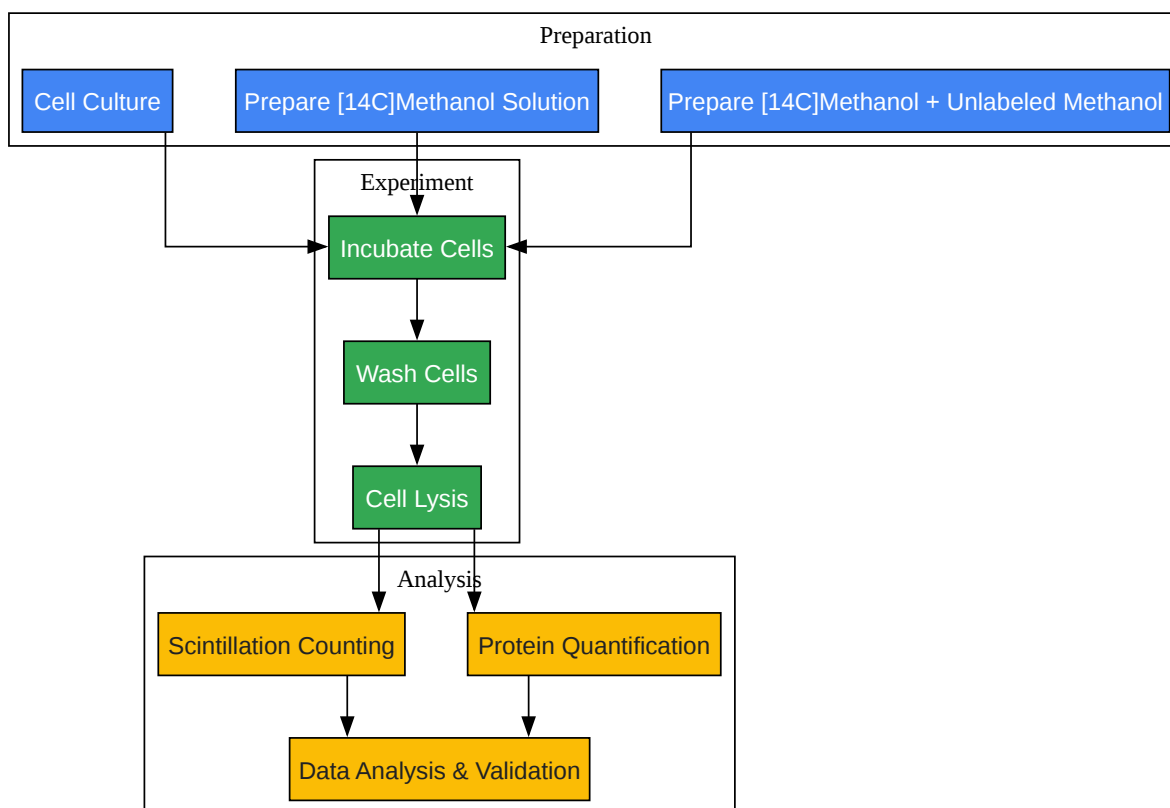 Preparation
Cell Culture
Prepare [14C]Methanol Solution
Prepare [14C]Methanol + Unlabeled Methanol
Experiment
Incubate Cells
Wash Cells
Cell Lysis
Analysis
Scintillation Counting
Protein Quantification
Data Analysis & Validation